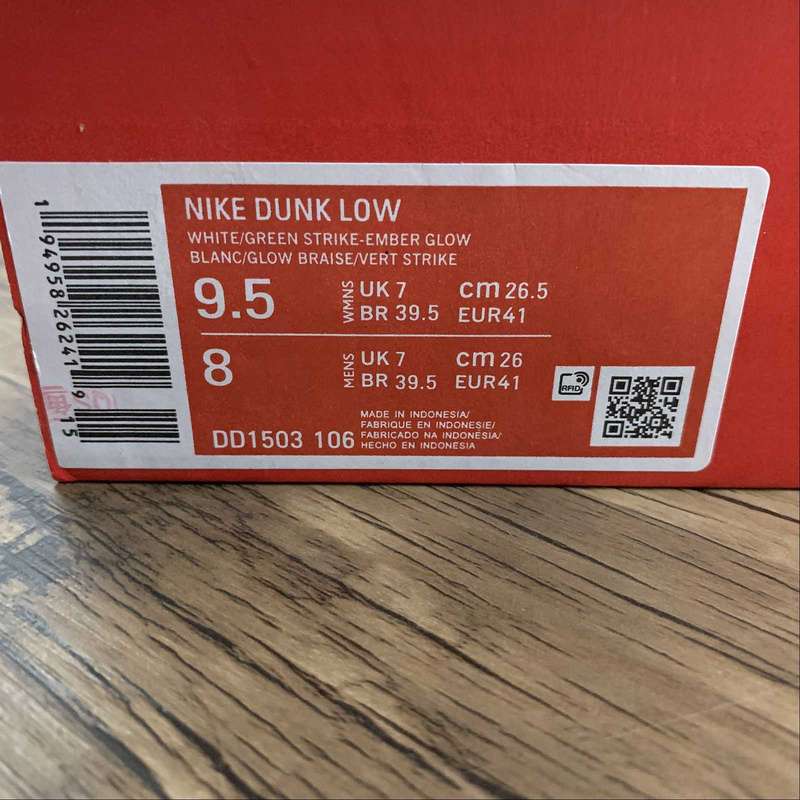 NIKE DUNK LOW
WHITE/GREEN STRIKE-EMBER GLOW
BLANC/GLOW BRAISE/VERT STRIKE
9.5 WMNS UK 7 cm 26.5
BR 39.5 EUR41
8 MENS UK 7 cm 26
BR 39.5 EUR41
RFID
DD1503 106
MADE IN INDONESIA/
FABRIQUE EN INDONESIE/
FABRICADO NA INDONESIA/
HECHO EN INDONESIA
1 94958 26241 9 15